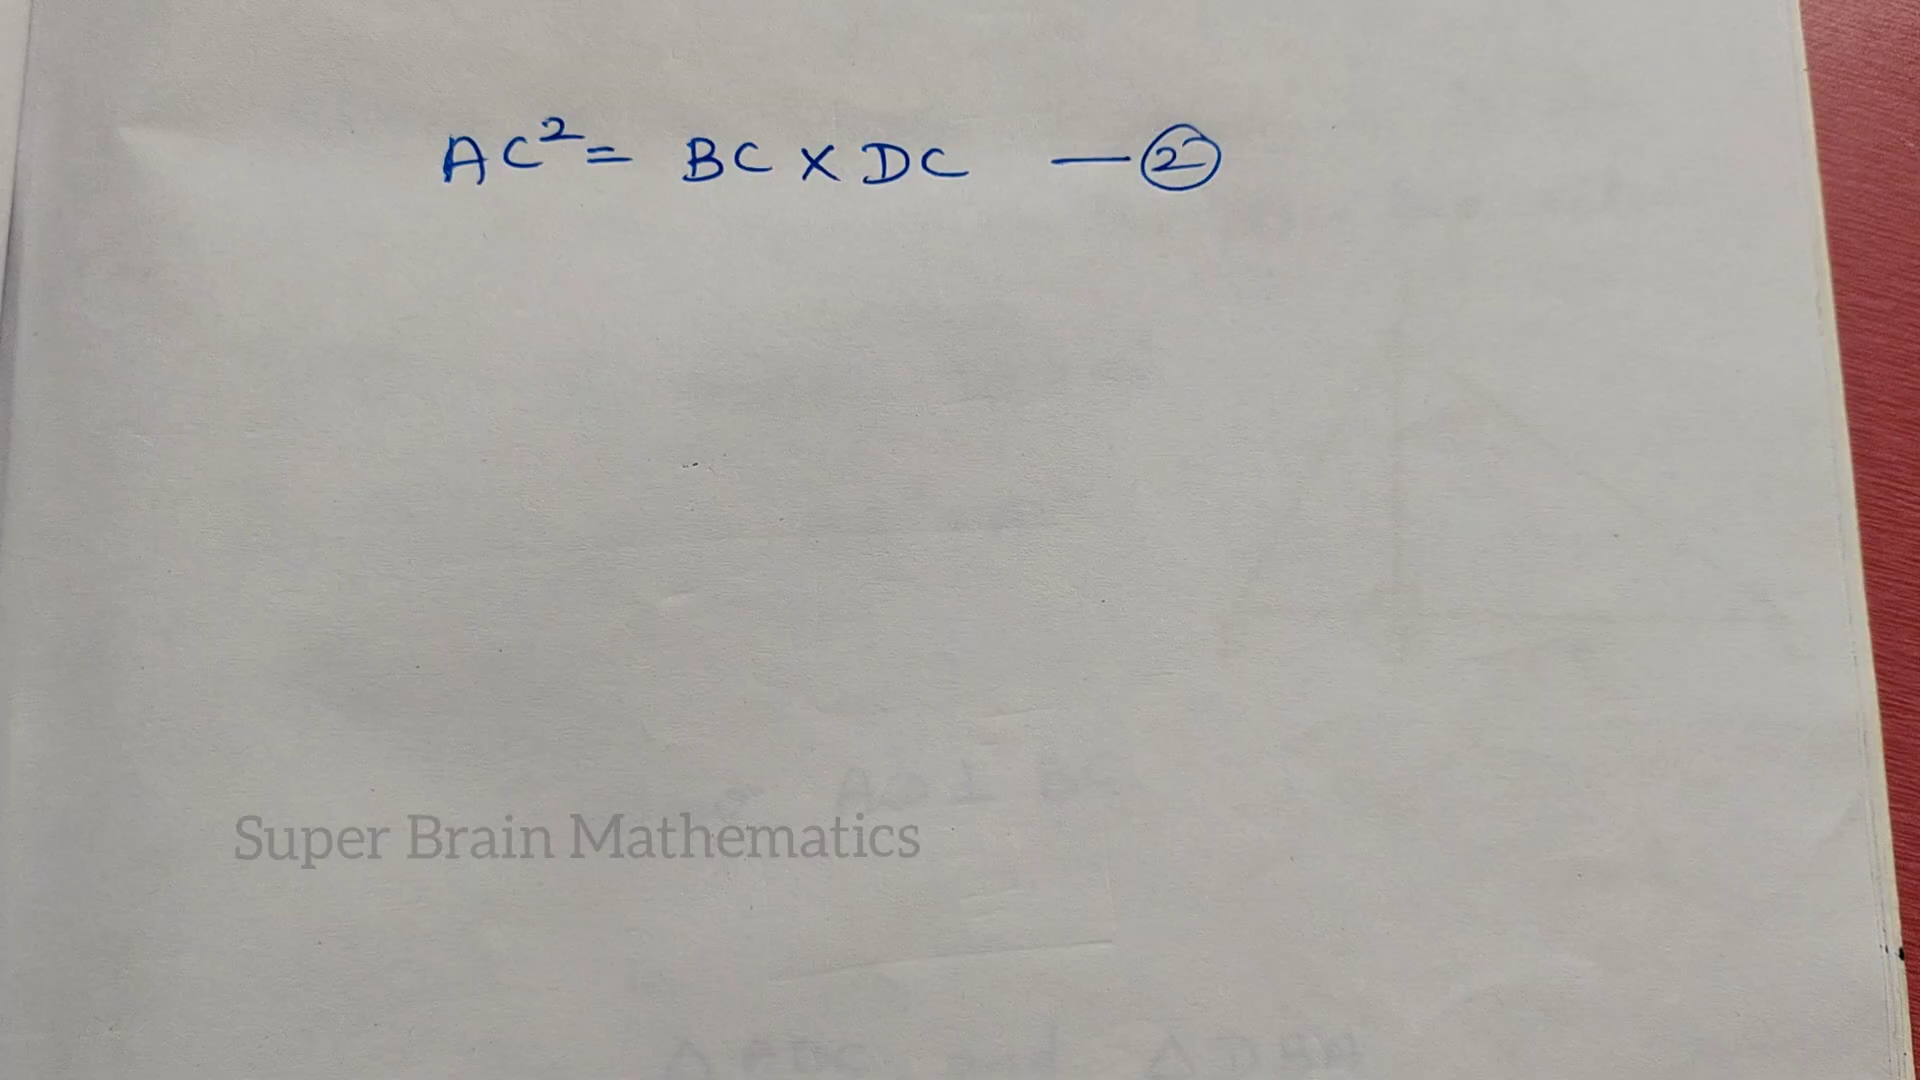 AC² = BC × DC — ②
Super Brain Mathematics